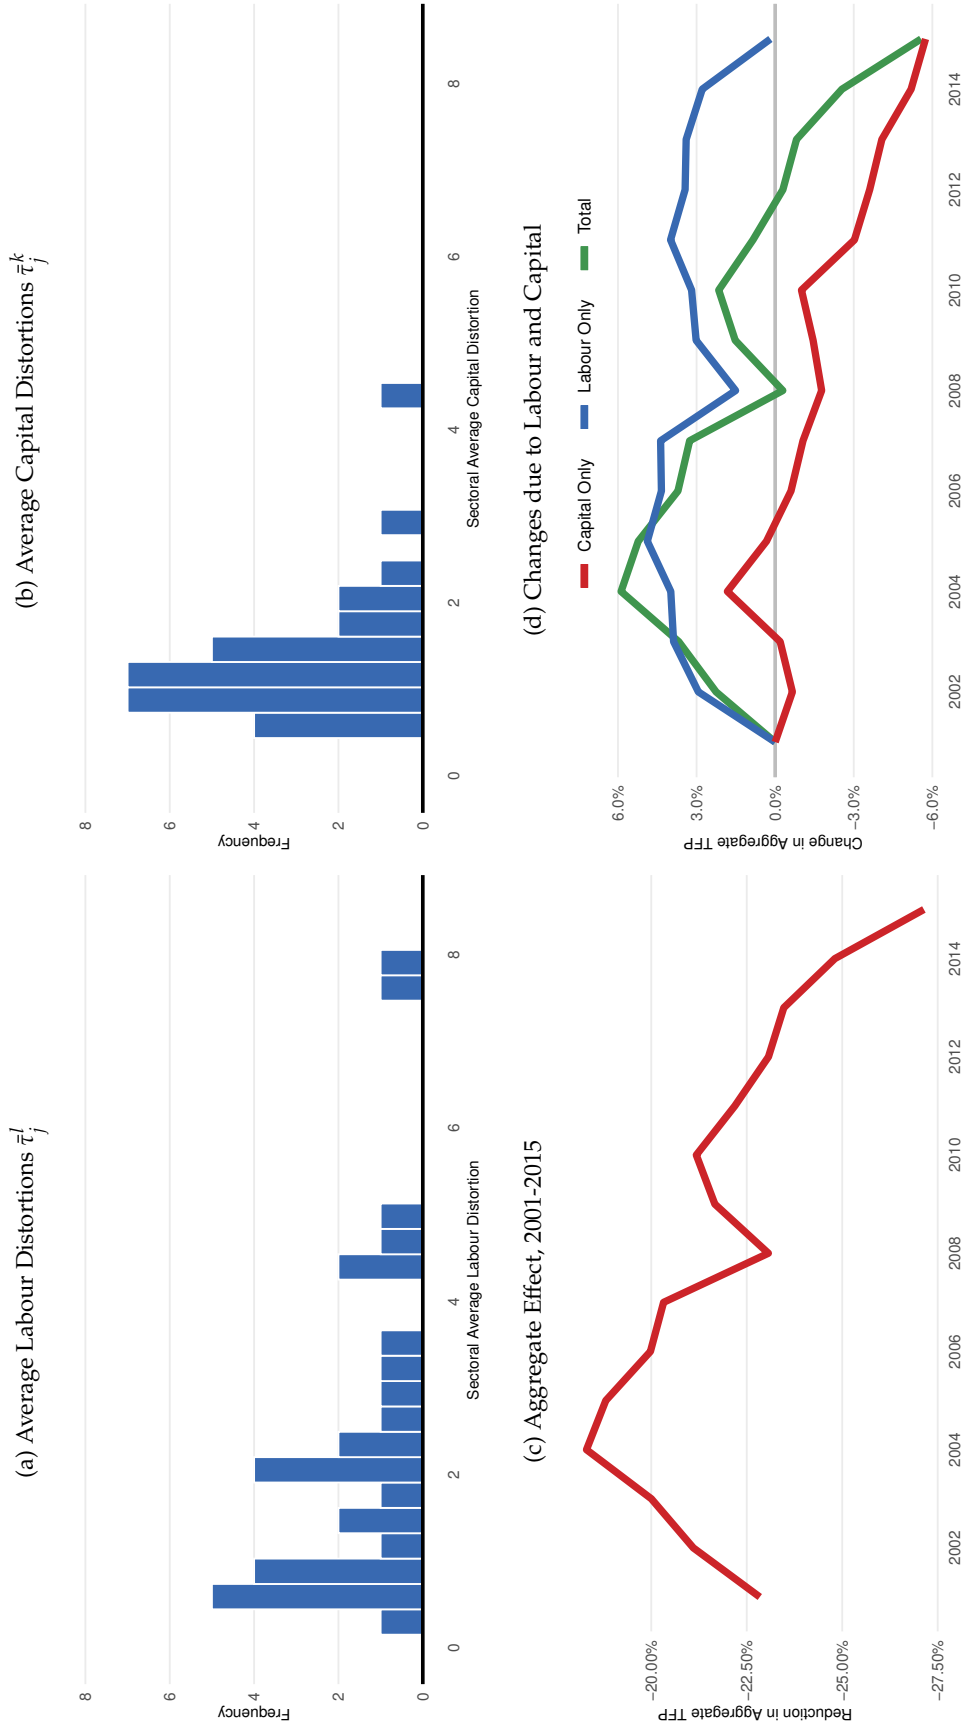 (a) Average Labour Distortions τ̄ˡⱼ
8
6
4
2
0
Frequency
0 2 4 6 8
Sectoral Average Labour Distortion
(b) Average Capital Distortions τ̄ᵏⱼ
8
6
4
2
0
Frequency
0 2 4 6 8
Sectoral Average Capital Distortion
(c) Aggregate Effect, 2001-2015
−20.00%
−22.50%
−25.00%
−27.50%
Reduction in Aggregate TFP
2002 2004 2006 2008 2010 2012 2014
(d) Changes due to Labour and Capital
Capital Only Labour Only Total
6.0%
3.0%
0.0%
−3.0%
−6.0%
Change in Aggregate TFP
2002 2004 2006 2008 2010 2012 2014